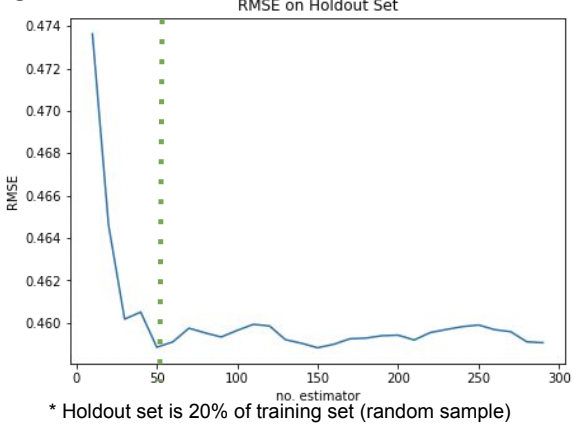 RMSE on Holdout Set
0.474
0.472
0.470
0.468
0.466
0.464
0.462
0.460
RMSE
0 50 100 150 200 250 300
no. estimator
* Holdout set is 20% of training set (random sample)